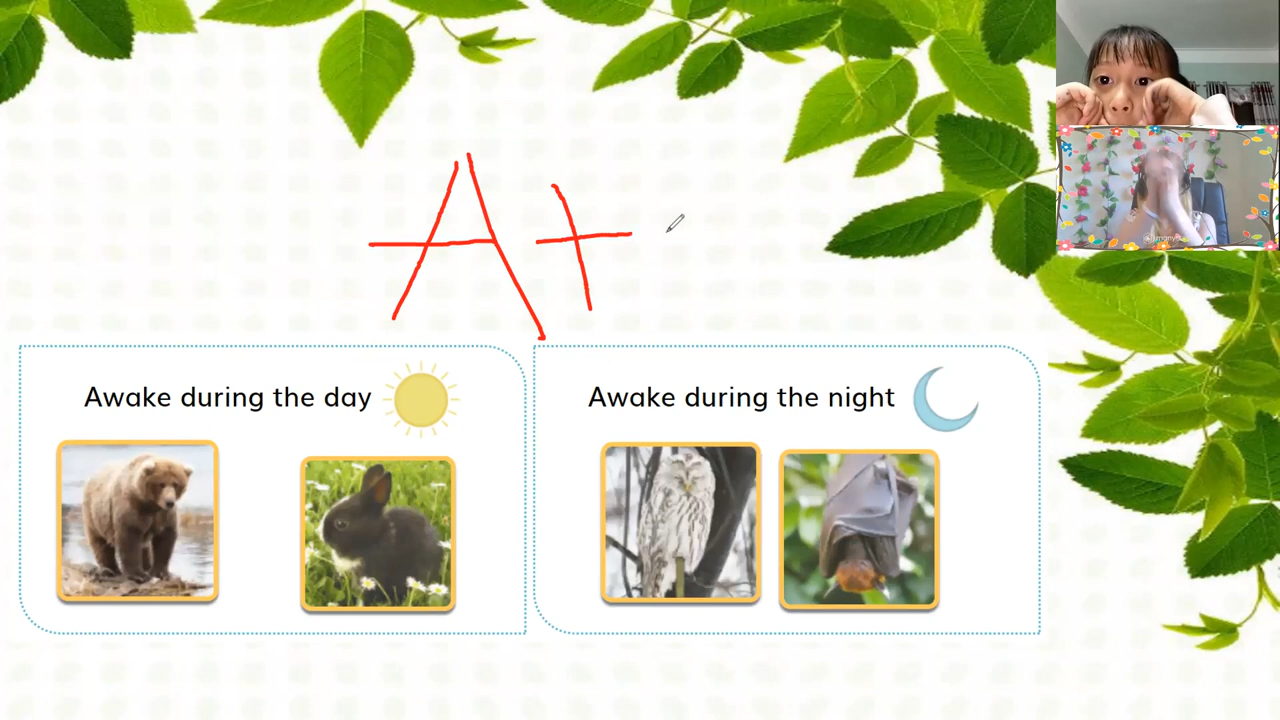 A+
Awake during the day
Awake during the night